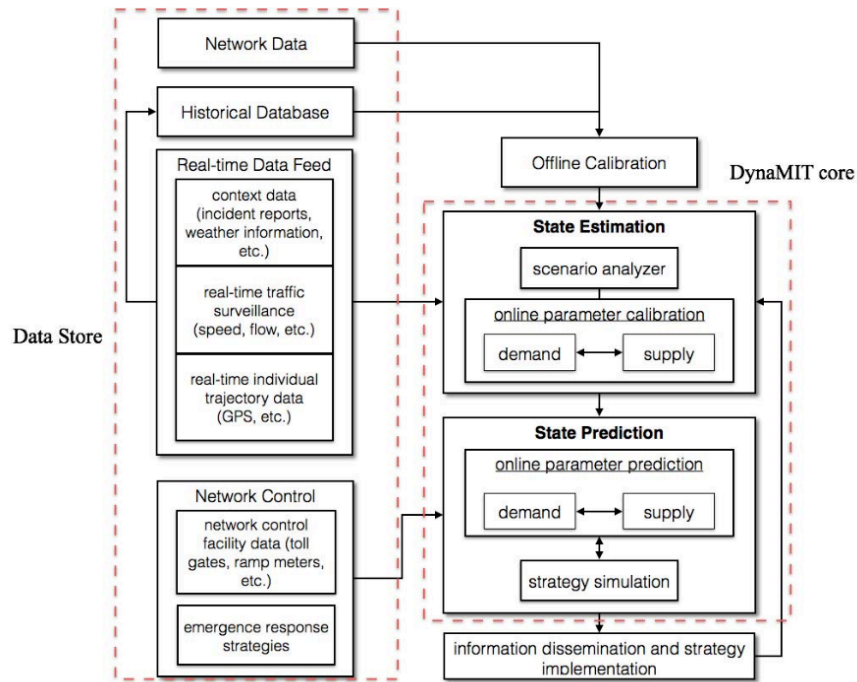 Network Data
Historical Database
Real-time Data Feed
context data
(incident reports,
weather information,
etc.)
real-time traffic
surveillance
(speed, flow, etc.)
real-time individual
trajectory data
(GPS, etc.)
Data Store
Network Control
network control
facility data (toll
gates, ramp meters,
etc.)
emergence response
strategies
Offline Calibration
DynaMIT core
State Estimation
scenario analyzer
online parameter calibration
demand
supply
State Prediction
online parameter prediction
demand
supply
strategy simulation
information dissemination and strategy
implementation